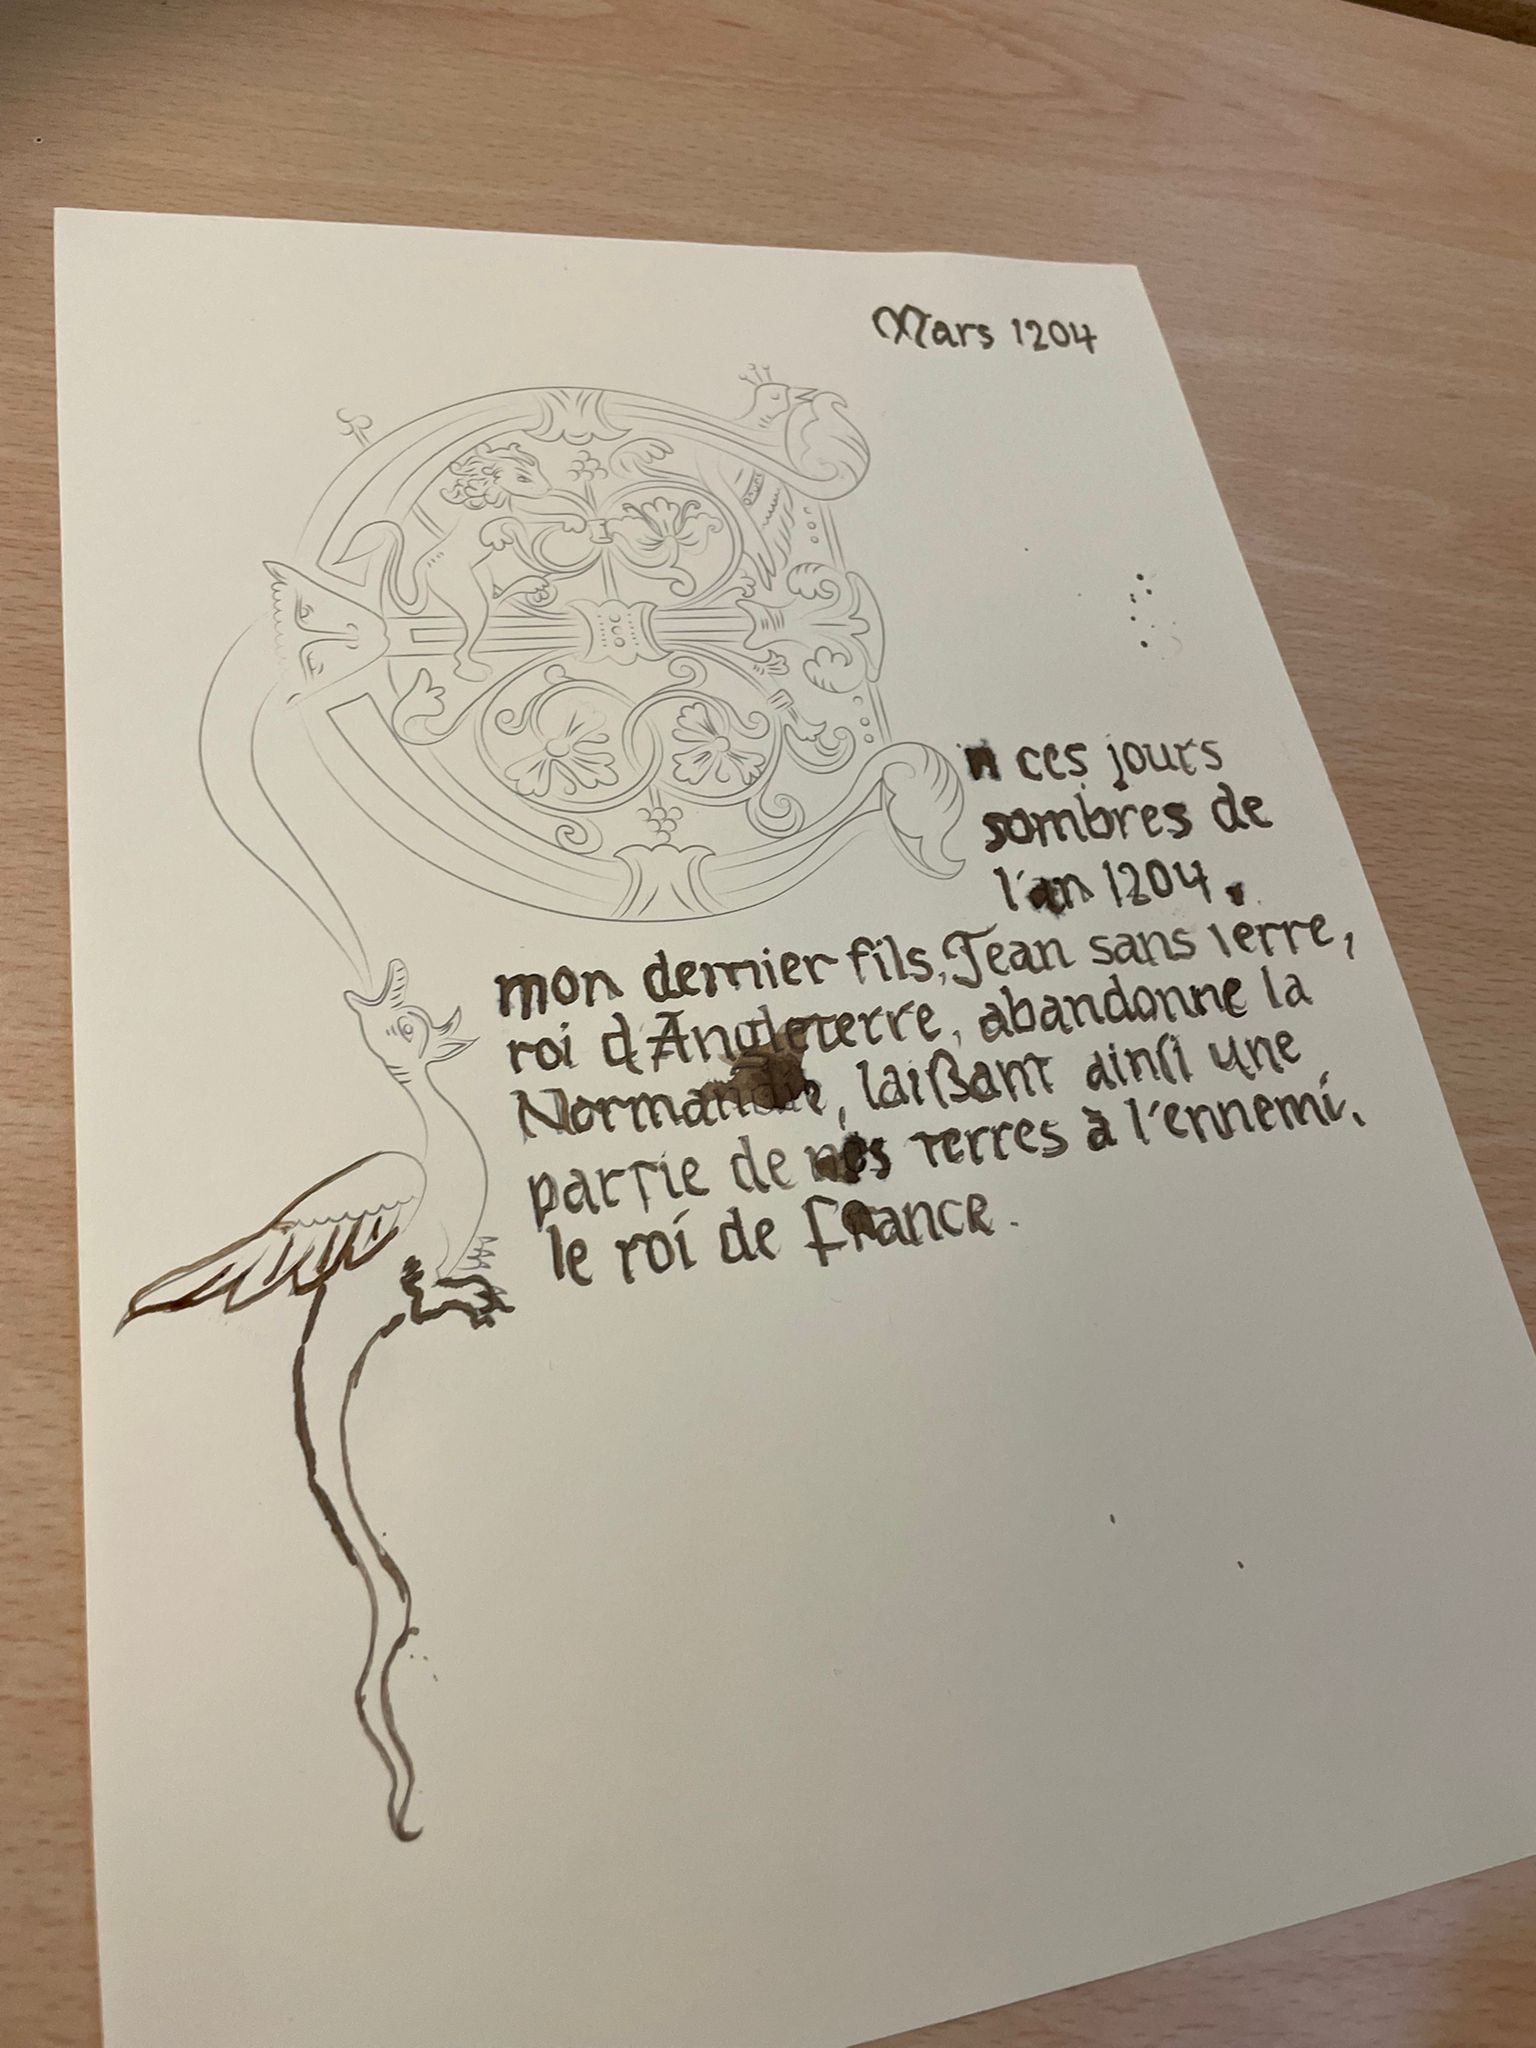 Mars 1204
En ces jours
sombres de
l'an 1204,
mon dernier fils, Jean sans Terre,
roi d'Angleterre, abandonne la
Normandie, laißant ainſi une
partie de nos terres à l'ennemi,
le roi de France.